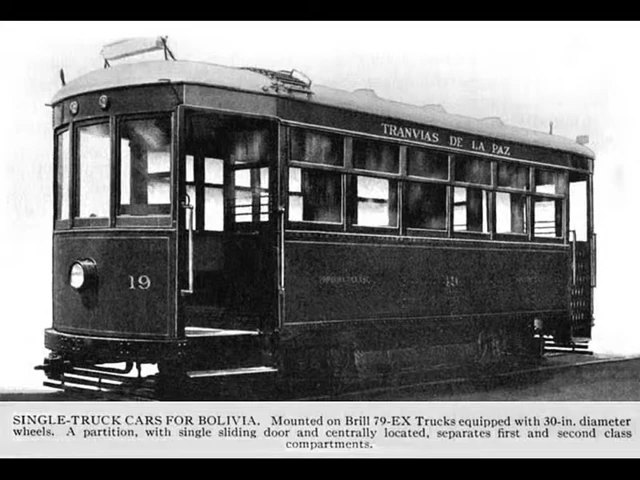 TRANVIAS DE LA PAZ
19
19
SINGLE-TRUCK CARS FOR BOLIVIA. Mounted on Brill 79-EX Trucks equipped with 30-in. diameter
wheels. A partition, with single sliding door and centrally located, separates first and second class
compartments.